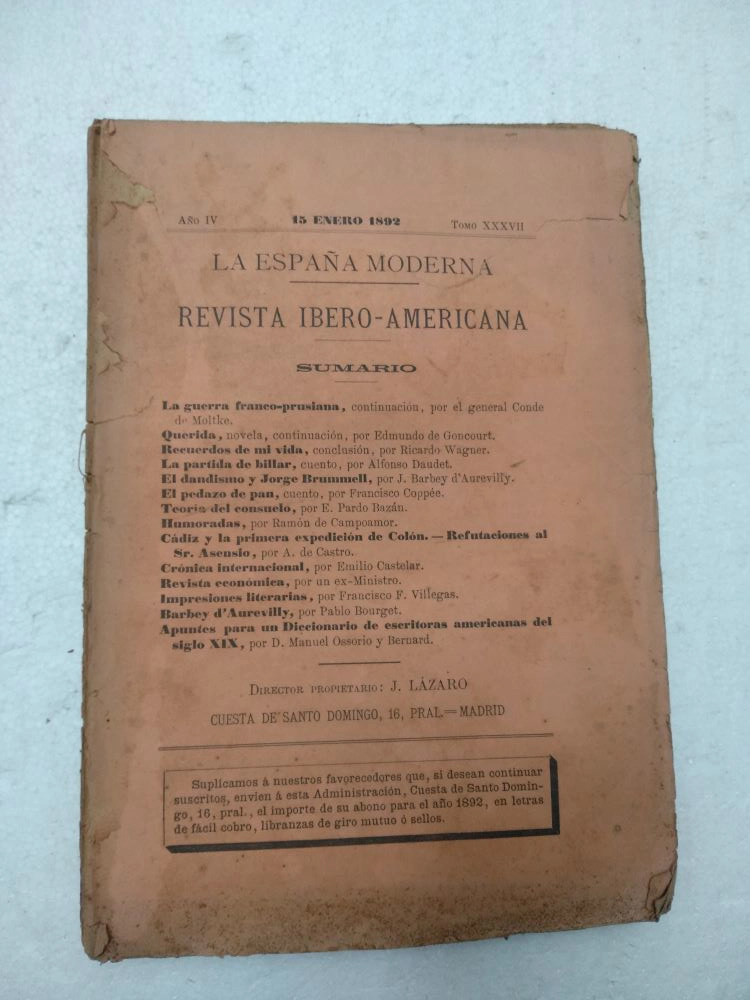 Año IV 15 ENERO 1892 Tomo XXXVII
LA ESPAÑA MODERNA
REVISTA IBERO-AMERICANA
SUMARIO
La guerra franco-prusiana, continuación, por el general Conde
de Moltke.
Querida, novela, continuación, por Edmundo de Goncourt.
Recuerdos de mi vida, conclusión, por Ricardo Wagner.
La partida de billar, cuento, por Alfonso Daudet.
El dandismo y Jorge Brummell, por J. Barbey d'Aurevilly.
El pedazo de pan, cuento, por Francisco Coppée.
Teoría del consuelo, por E. Pardo Bazán.
Humoradas, por Ramón de Campoamor.
Cádiz y la primera expedición de Colón. — Refutaciones al
Sr. Asensio, por A. de Castro.
Crónica internacional, por Emilio Castelar.
Revista económica, por un ex-Ministro.
Impresiones literarias, por Francisco F. Villegas.
Barbey d'Aurevilly, por Pablo Bourget.
Apuntes para un Diccionario de escritoras americanas del
siglo XIX, por D. Manuel Ossorio y Bernard.
Director propietario: J. LÁZARO
CUESTA DE SANTO DOMINGO, 16, PRAL.=MADRID
Suplicamos á nuestros favorecedores que, si desean continuar
suscritos, envíen á esta Administración, Cuesta de Santo Domin-
go, 16, pral., el importe de su abono para el año 1892, en letras
de fácil cobro, libranzas de giro mutuo ó sellos.